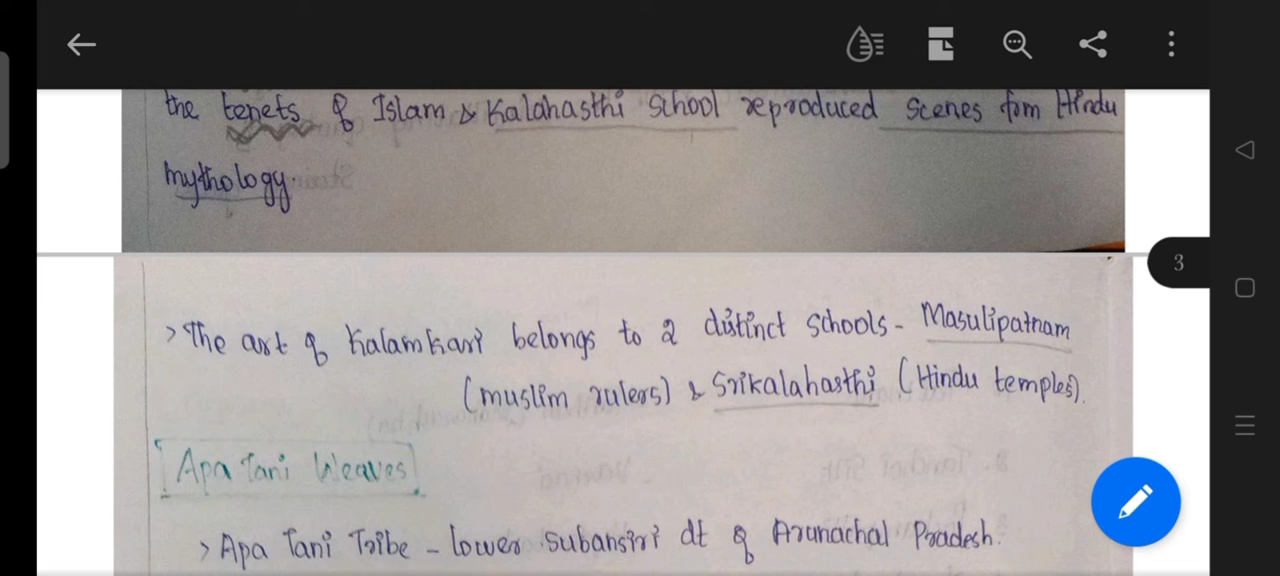 the tenets of Islam & Kalahasthi School reproduced scenes from Hindu
mythology.
3
> The art of Kalamkari belongs to 2 distinct schools - Masulipatnam
(muslim rulers) & Srikalahasthi (Hindu temples).
Apa Tani Weaves
> Apa Tani Tribe - lower subansiri dt of Arunachal Pradesh.